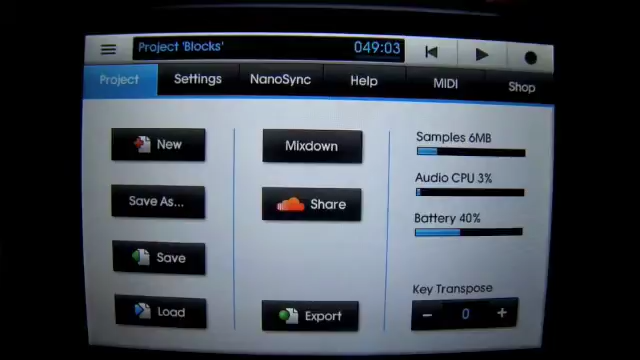 Project 'Blocks' 049:03
Project Settings NanoSync Help MIDI Shop
New
Save As...
Save
Load
Mixdown
Share
Export
Samples 6MB
Audio CPU 3%
Battery 40%
Key Transpose
− 0 +